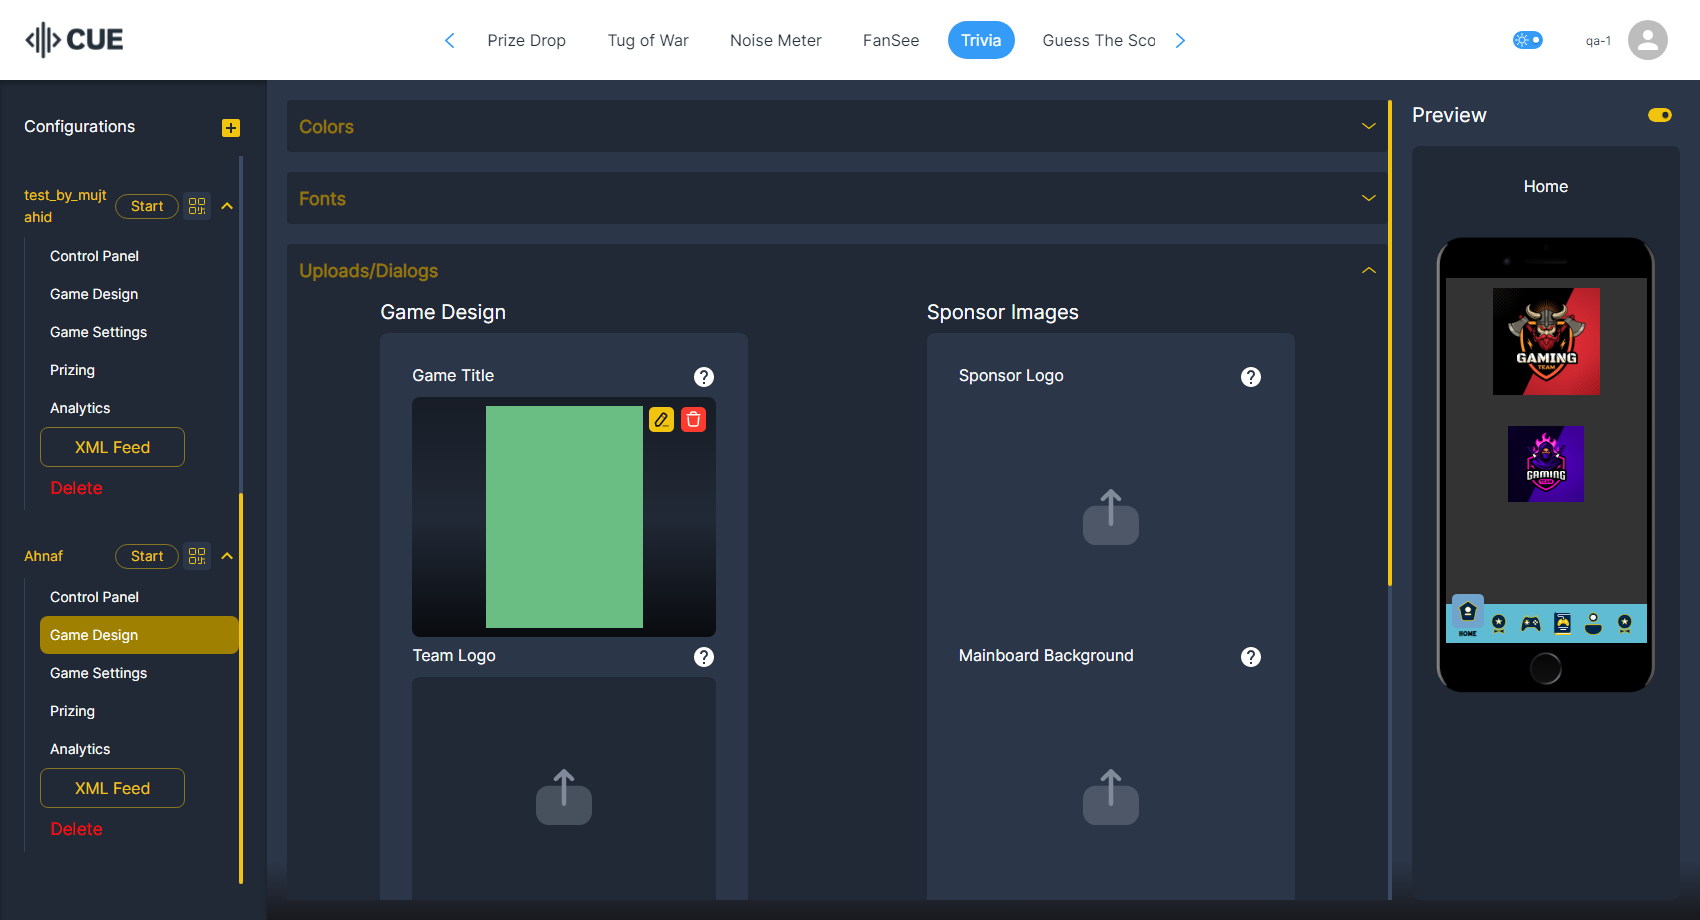 CUE
Prize Drop
Tug of War
Noise Meter
FanSee
Trivia
Guess The Sco
qa-1
Configurations
test_by_mujt
ahid
Start
Control Panel
Game Design
Game Settings
Prizing
Analytics
XML Feed
Delete
Ahnaf
Start
Control Panel
Game Design
Game Settings
Prizing
Analytics
XML Feed
Delete
Colors
Fonts
Uploads/Dialogs
Game Design
Game Title
?
Team Logo
?
Sponsor Images
Sponsor Logo
?
Mainboard Background
?
Preview
Home
GAMING
TEAM
GAMING
TEAM
HOME